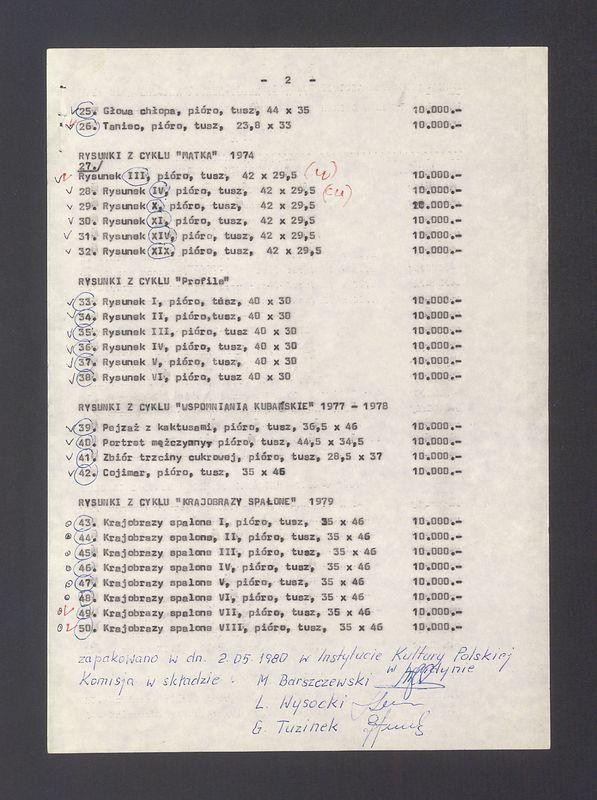 - 2 -
25. Głowa chłopa, pióro, tusz, 44 x 35 10.000.-
26. Taniec, pióro, tusz, 23,8 x 33 10.000.-
RYSUNKI Z CYKLU "MATKA" 1974
27./
Rysunek III, pióro, tusz, 42 x 29,5 10.000.-
28. Rysunek IV, pióro, tusz, 42 x 29,5 10.000.-
29. Rysunek X, pióro, tusz, 42 x 29,5 10.000.-
30. Rysunek XI, pióro, tusz, 42 x 29,5 10.000.-
31. Rysunek XIV, pióro, tusz, 42 x 29,5 10.000.-
32. Rysunek XIX, pióro, tusz, 42 x 29,5 10.000.-
RYSUNKI Z CYKLU "Profile"
33. Rysunek I, pióro, tusz, 40 x 30 10.000.-
34. Rysunek II, pióro,tusz, 40 x 30 10.000.-
35. Rysunek III, pióro, tusz 40 x 30 10.000.-
36. Rysunek IV, pióro, tusz, 40 x 30 10.000.-
37. Rysunek V, pióro, tusz, 40 x 30 10.000.-
38. Rysunek VI, pióro, tusz 40 x 30 10.000.-
RYSUNKI Z CYKLU "WSPOMNIANIA KUBAŃSKIE" 1977 - 1978
39. Pejzaż z kaktusami, pióro, tusz, 36,5 x 46 10.000.-
40. Portret mężczyzny, pióro, tusz, 44,5 x 34,5 10.000.-
41. Zbiór trzciny cukrowej, pióro, tusz, 28,5 x 37 10.000.-
42. Cojimar, pióro, tusz, 35 x 46 10.000.-
RYSUNKI Z CYKLU "KRAJOBRAZY SPALONE" 1979
43. Krajobrazy spalone I, pióro, tusz, 35 x 46 10.000.-
44. Krajobrazy spalone, II, pióro, tusz, 35 x 46 10.000.-
45. Krajobrazy spalone III, pióro, tusz, 35 x 46 10.000.-
46. Krajobrazy spalone IV, pióro, tusz, 35 x 46 10.000.-
47. Krajobrazy spalone V, pióro, tusz, 35 x 46 10.000.-
48. Krajobrazy spalone VI, pióro, tusz, 35 x 46 10.000.-
49. Krajobrazy spalone VII, pióro, tusz, 35 x 46 10.000.-
50. Krajobrazy spalone VIII, pióro, tusz, 35 x 46 10.000.-
zapakowano w dn. 2.05.1980 w Instytucie Kultury Polskiej
w Londynie
Komisja w składzie - M Barszczewski
L. Wysocki
G. Tuzinek